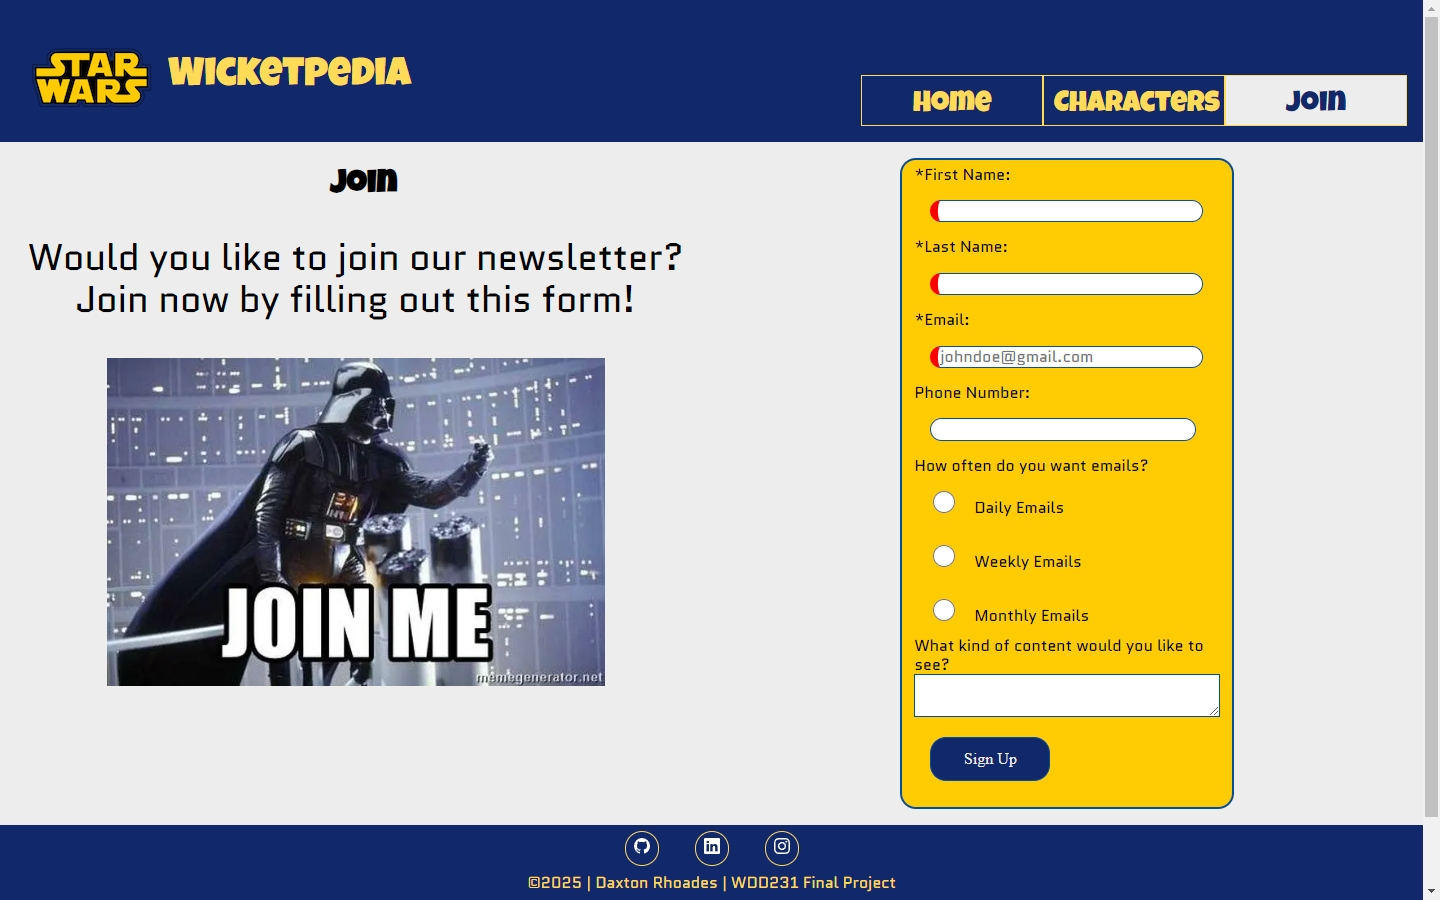 STAR
WARS
Wicketpedia
Home
Characters
Join
Join
Would you like to join our newsletter?
Join now by filling out this form!
JOIN ME
memegenerator.net
*First Name:
*Last Name:
*Email:
johndoe@gmail.com
Phone Number:
How often do you want emails?
Daily Emails
Weekly Emails
Monthly Emails
What kind of content would you like to
see?
Sign Up
©2025 | Daxton Rhoades | WDD231 Final Project